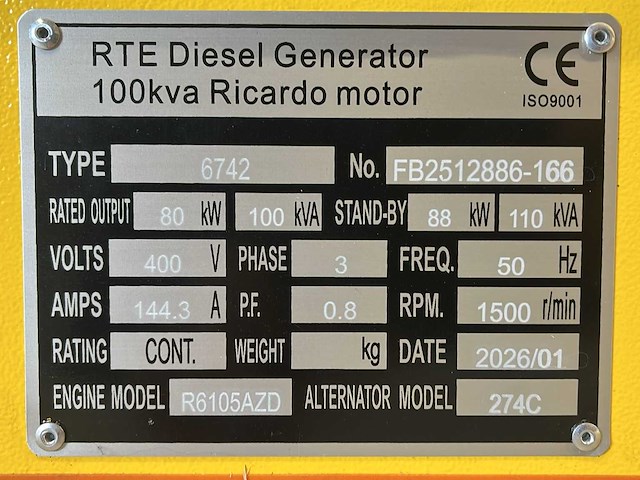 RTE Diesel Generator
100kva Ricardo motor
CE
ISO9001
TYPE 6742 No. FB2512886-166
RATED OUTPUT 80 kW 100 kVA STAND-BY 88 kW 110 kVA
VOLTS 400 V PHASE 3 FREQ. 50 Hz
AMPS 144.3 A P.F. 0.8 RPM. 1500 r/min
RATING CONT. WEIGHT kg DATE 2026/01
ENGINE MODEL R6105AZD ALTERNATOR MODEL 274C